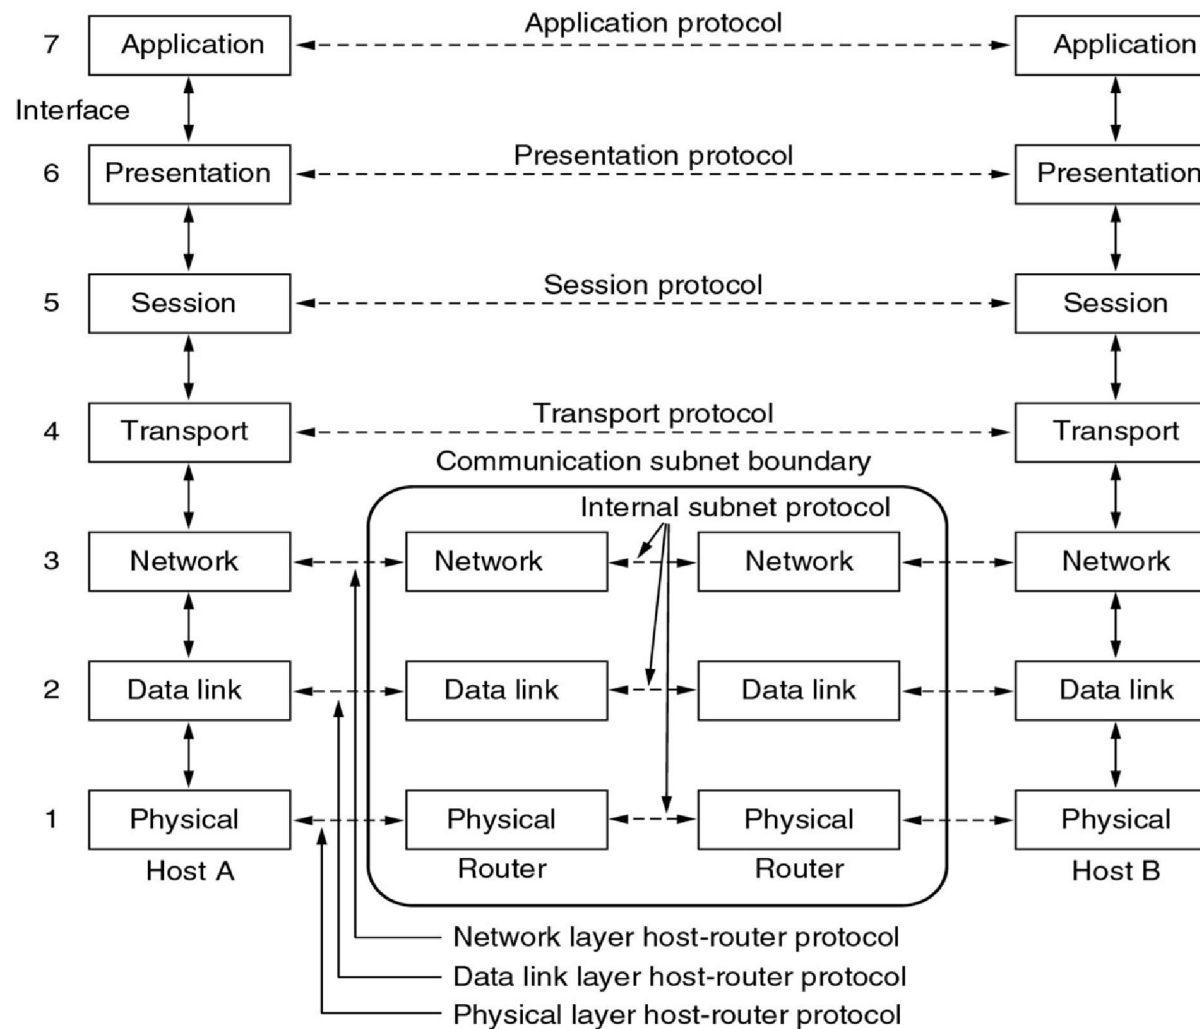 Application protocol
7 Application Application
Interface
Presentation protocol
6 Presentation Presentation
Session protocol
5 Session Session
Transport protocol
4 Transport Transport
Communication subnet boundary
Internal subnet protocol
3 Network Network Network Network
2 Data link Data link Data link Data link
1 Physical Physical Physical Physical
Host A Router Router Host B
Network layer host-router protocol
Data link layer host-router protocol
Physical layer host-router protocol